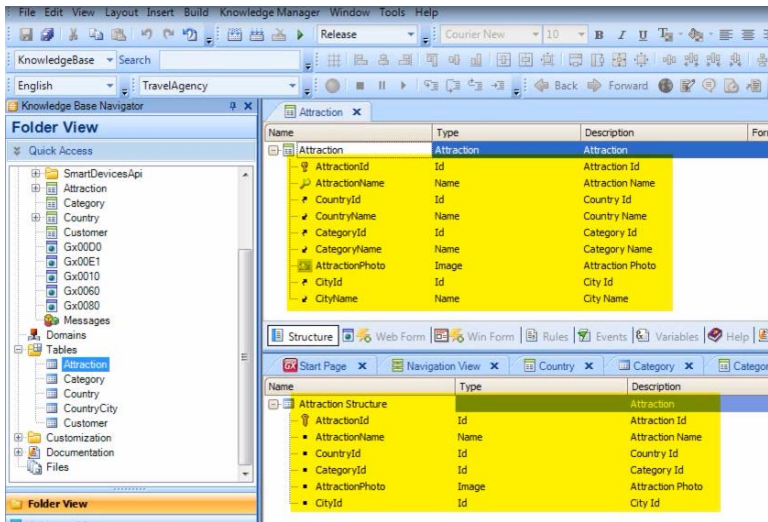 File Edit View Layout Insert Build Knowledge Manager Window Tools Help
Release Courier New 10 B I U
KnowledgeBase Search
English TravelAgency Back Forward
Knowledge Base Navigator
Folder View
Quick Access
SmartDevicesApi
Attraction
Category
Country
Customer
Gx00D0
Gx00E1
Gx0010
Gx0060
Gx0080
Messages
Domains
Tables
Attraction
Category
Country
CountryCity
Customer
Customization
Documentation
Files
Folder View
Attraction
Name Type Description For
Attraction Attraction Attraction
AttractionId Id Attraction Id
AttractionName Name Attraction Name
CountryId Id Country Id
CountryName Name Country Name
CategoryId Id Category Id
CategoryName Name Category Name
AttractionPhoto Image Attraction Photo
CityId Id City Id
CityName Name City Name
Structure Web Form Win Form Rules Events Variables Help
Start Page Navigation View Country Category Categor
Name Type Description
Attraction Structure Attraction
AttractionId Id Attraction Id
AttractionName Name Attraction Name
CountryId Id Country Id
CategoryId Id Category Id
AttractionPhoto Image Attraction Photo
CityId Id City Id